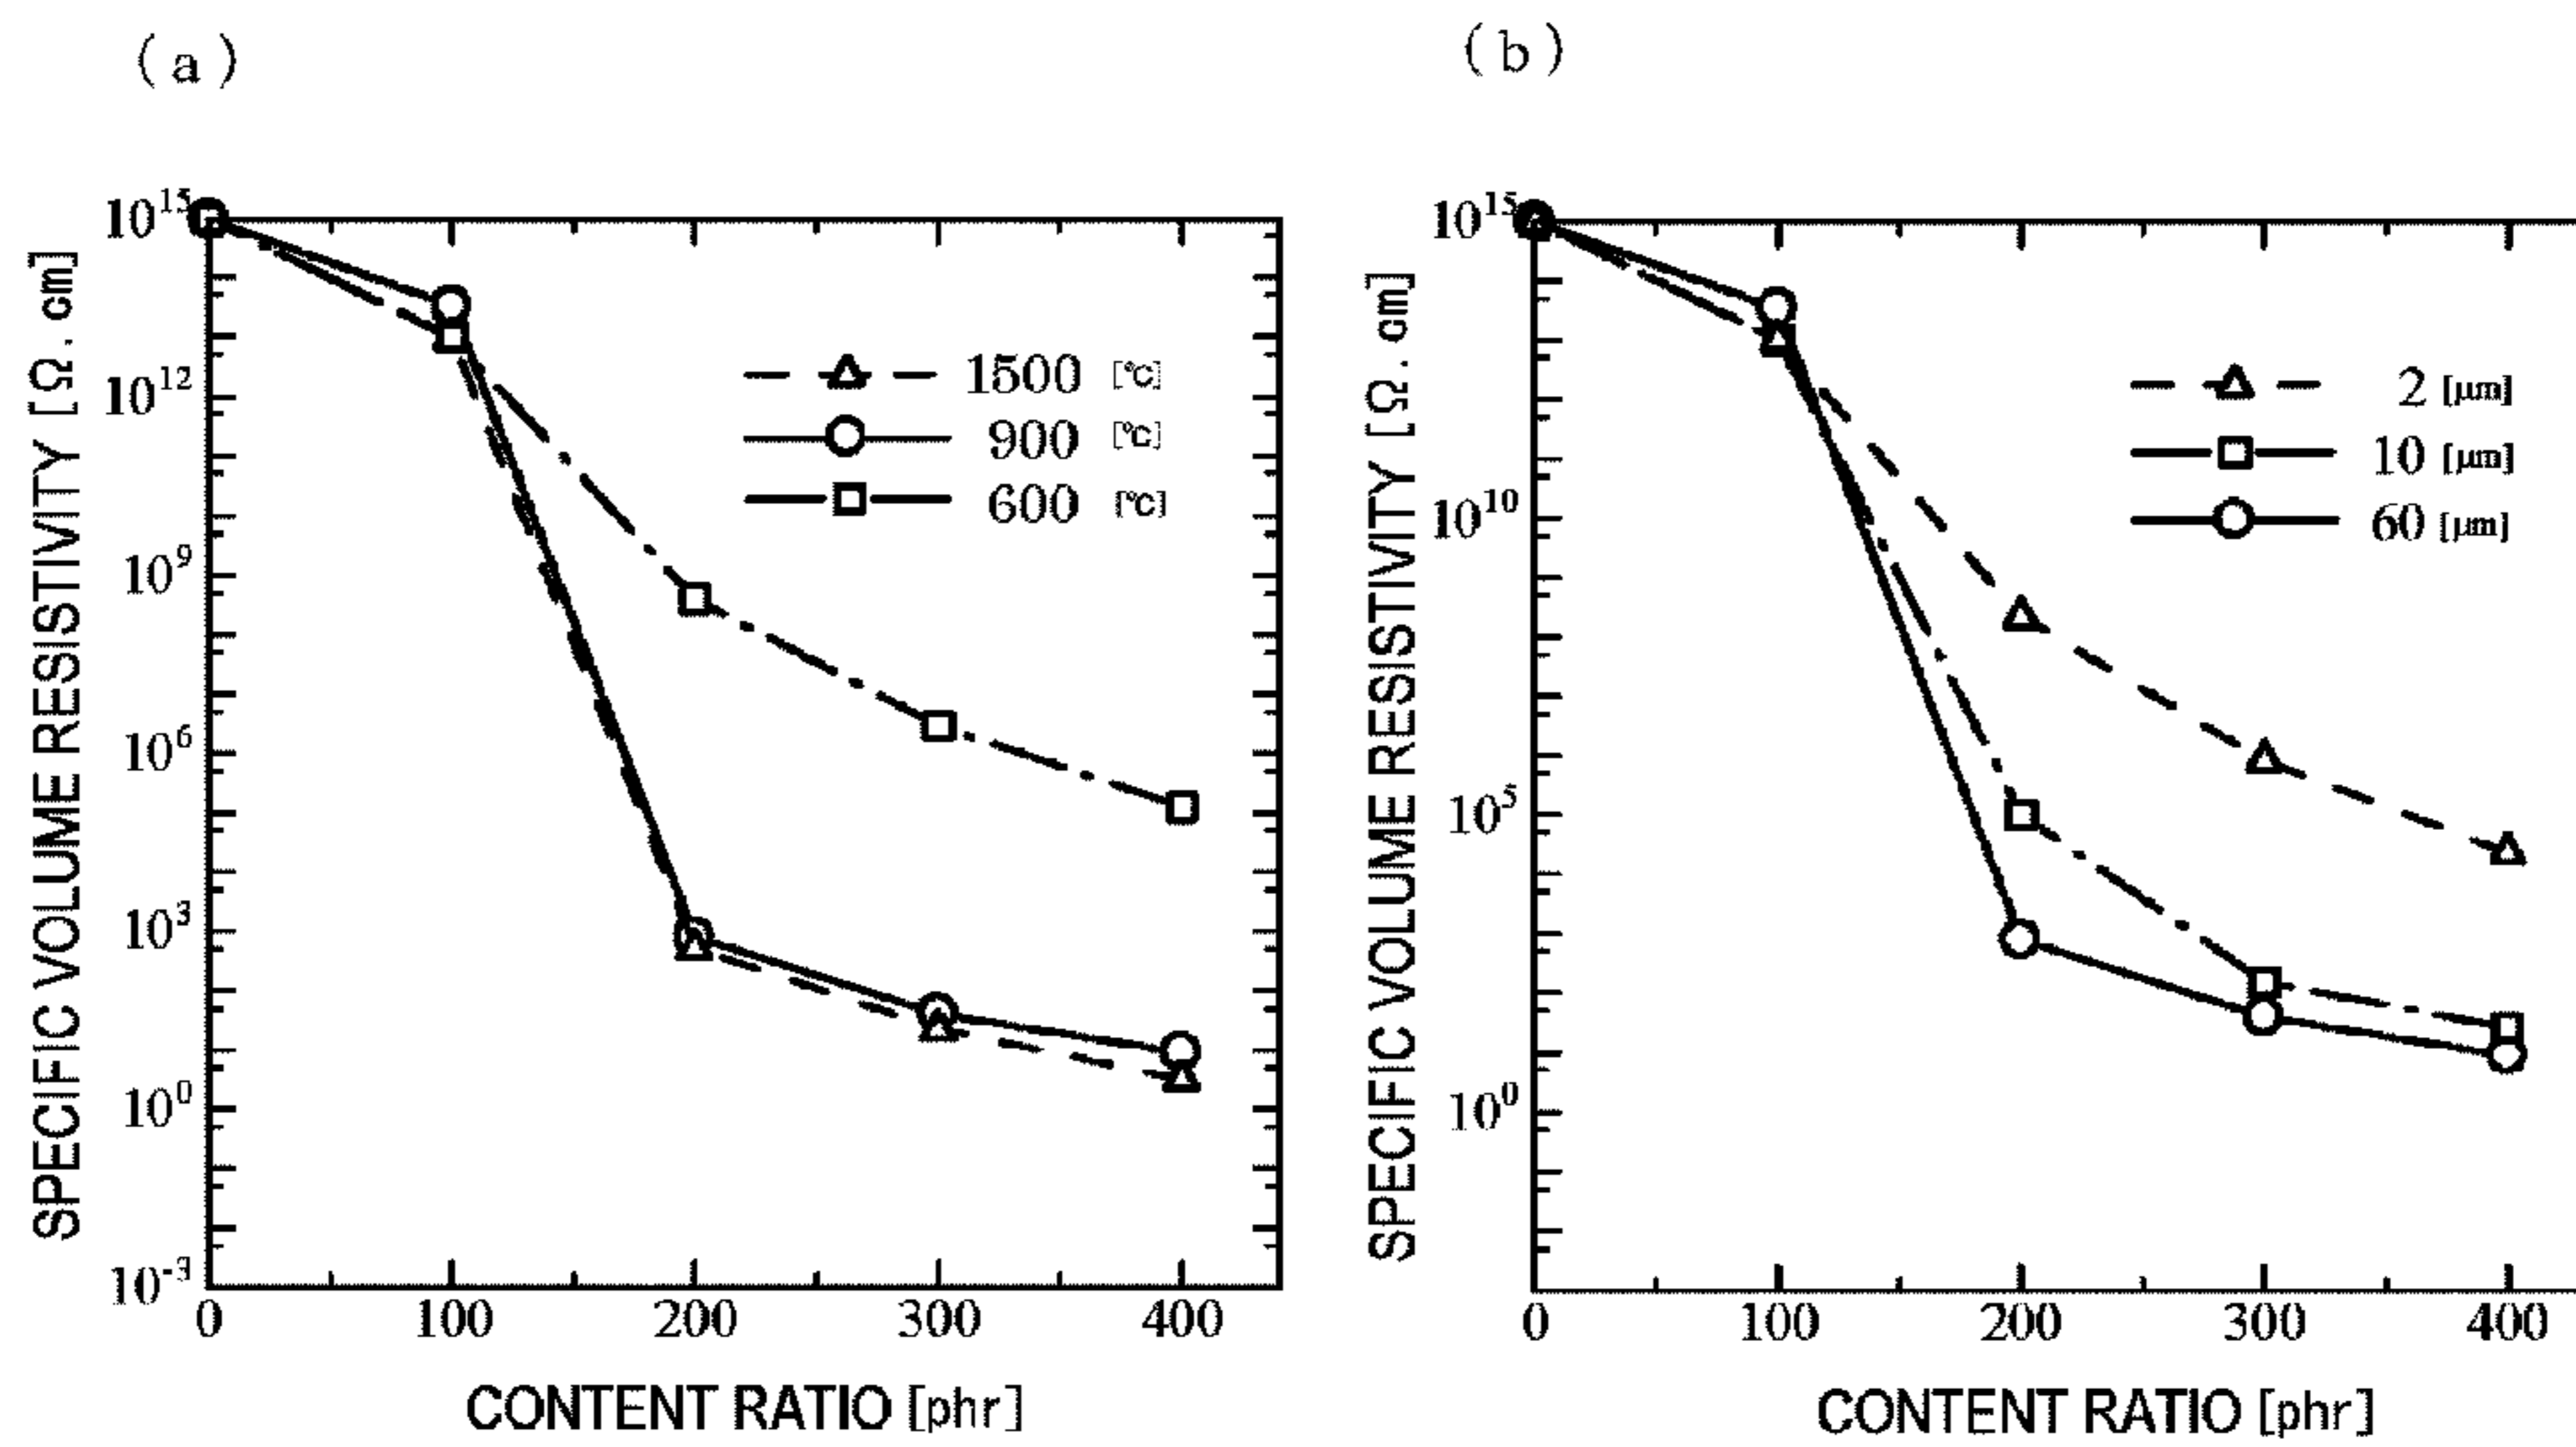 (a)
SPECIFIC VOLUME RESISTIVITY [Ω.cm]
10¹⁵
10¹²
10⁹
10⁶
10³
10⁰
10⁻³
1500 [℃]
900 [℃]
600 [℃]
0 100 200 300 400
CONTENT RATIO [phr]
(b)
SPECIFIC VOLUME RESISTIVITY [Ω.cm]
10¹⁵
10¹⁰
10⁵
10⁰
2 [μm]
10 [μm]
60 [μm]
0 100 200 300 400
CONTENT RATIO [phr]